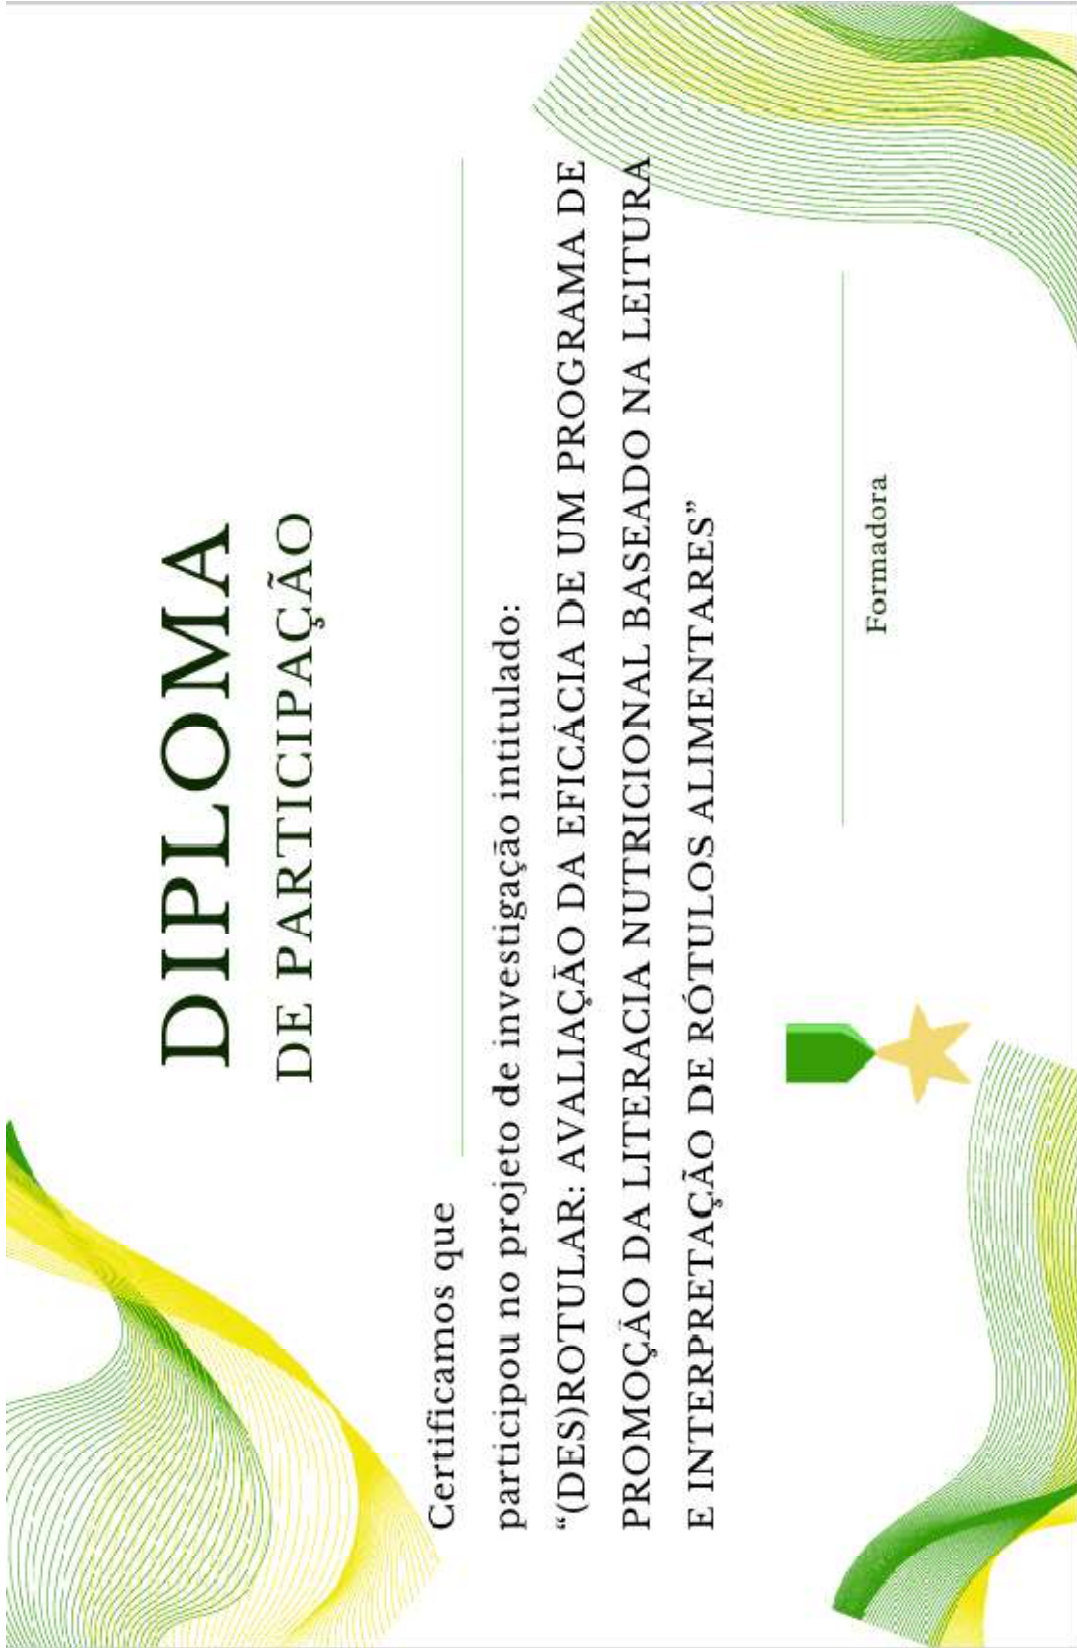 DIPLOMA
DE PARTICIPAÇÃO
Certificamos que
participou no projeto de investigação intitulado:
“(DES)ROTULAR: AVALIAÇÃO DA EFICÁCIA DE UM PROGRAMA DE
PROMOÇÃO DA LITERACIA NUTRICIONAL BASEADO NA LEITURA
E INTERPRETAÇÃO DE RÓTULOS ALIMENTARES”
Formadora